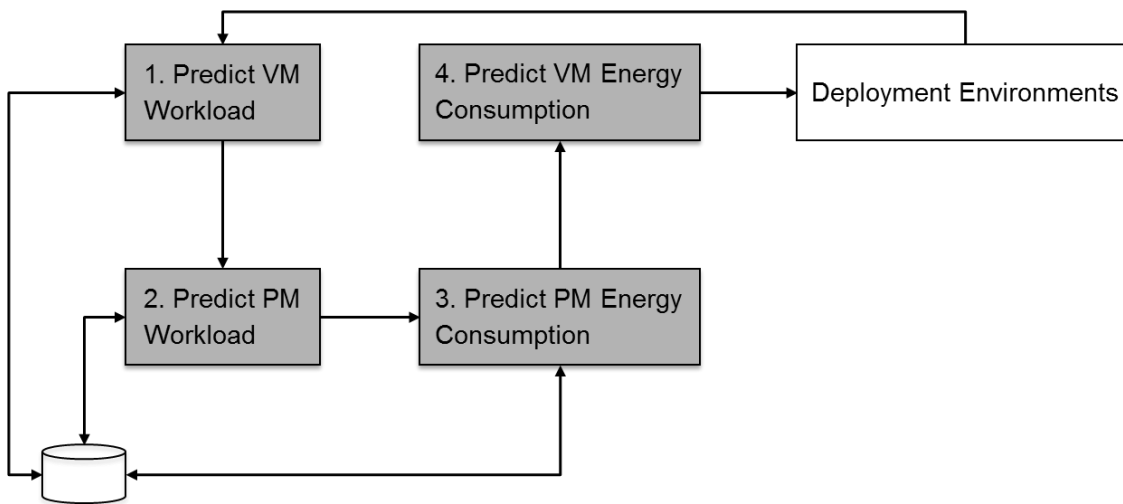 1. Predict VM
Workload
4. Predict VM Energy
Consumption
Deployment Environments
2. Predict PM
Workload
3. Predict PM Energy
Consumption